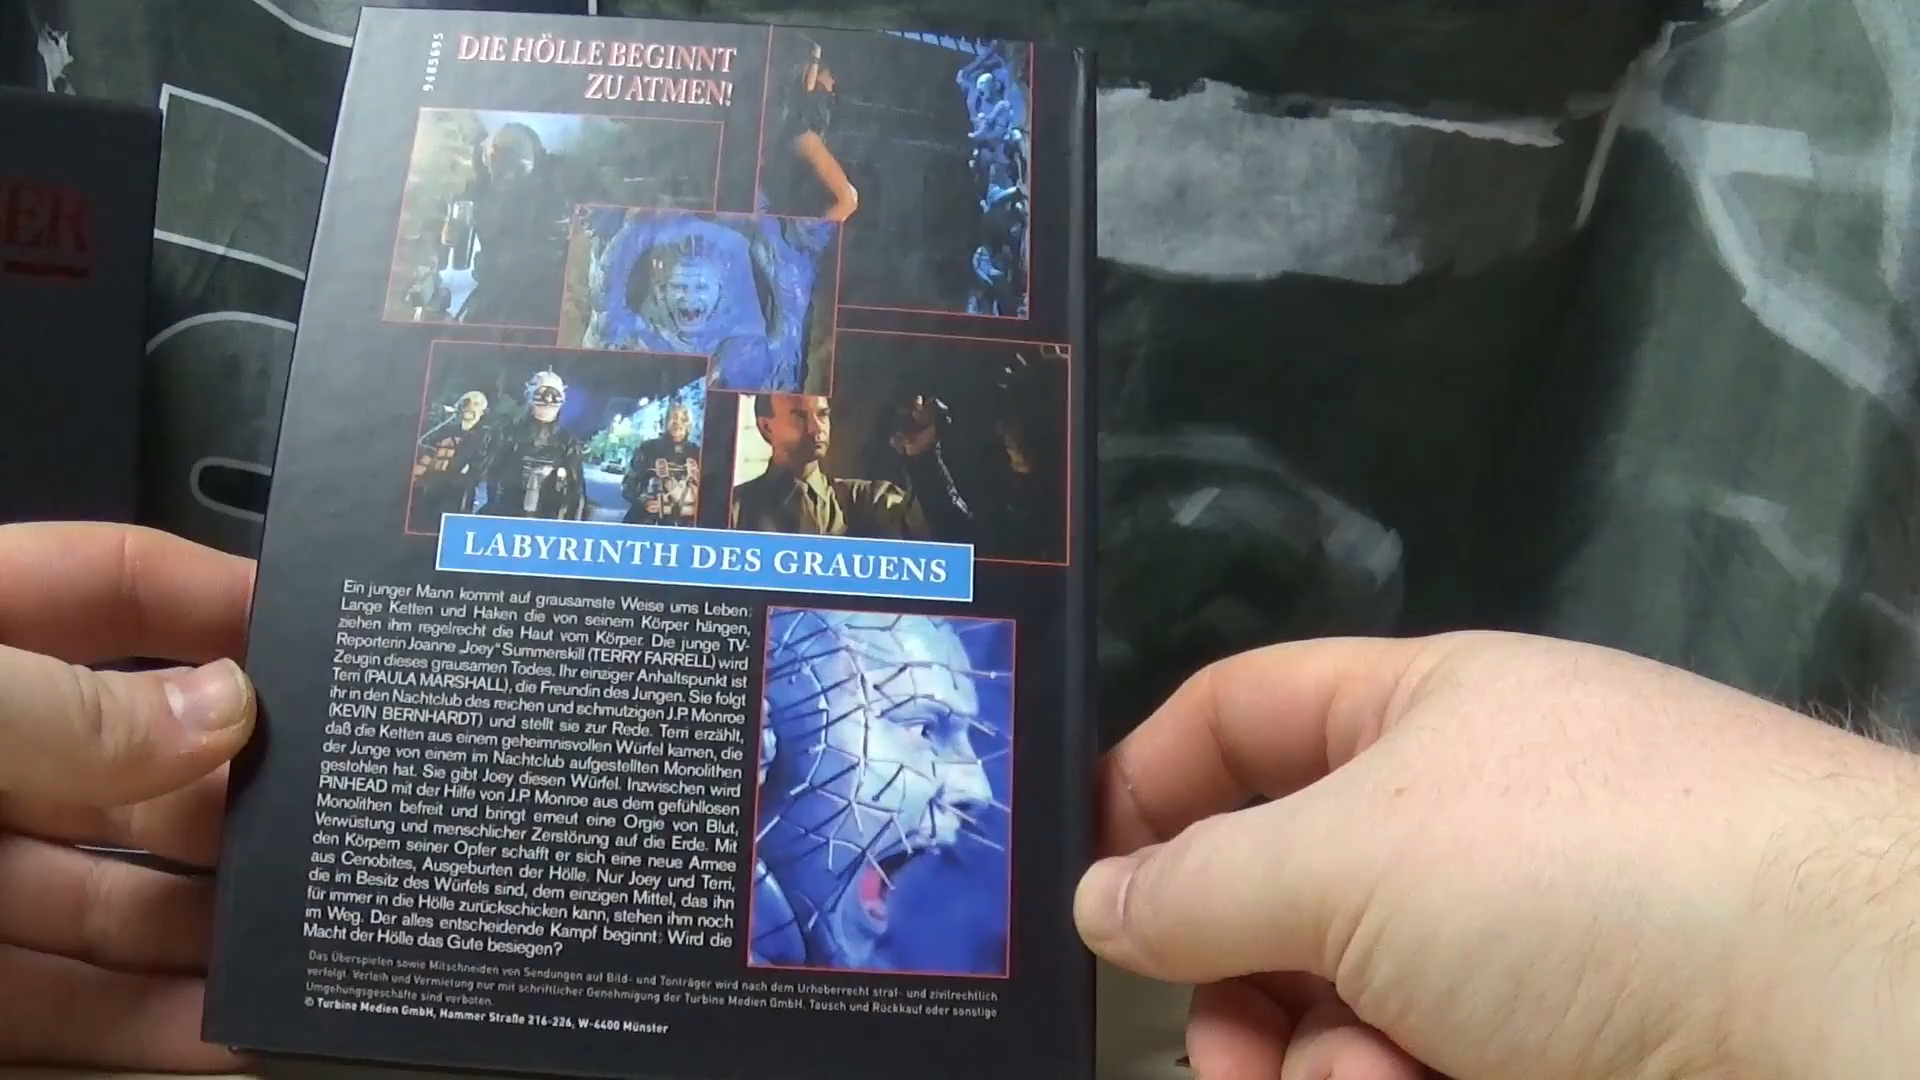 ER
9485695
DIE HÖLLE BEGINNT
ZU ATMEN!
LABYRINTH DES GRAUENS
Ein junger Mann kommt auf grausamste Weise ums Leben:
Lange Ketten und Haken die von seinem Körper hängen,
ziehen ihm regelrecht die Haut vom Körper. Die junge TV-
Reporterin Joanne „Joey“ Summerskill (TERRY FARRELL) wird
Zeugin dieses grausamen Todes. Ihr einziger Anhaltspunkt ist
Terri (PAULA MARSHALL), die Freundin des Jungen. Sie folgt
ihr in den Nachtclub des reichen und schmutzigen J.P. Monroe
(KEVIN BERNHARDT) und stellt sie zur Rede. Terri erzählt,
daß die Ketten aus einem geheimnisvollen Würfel kamen, die
der Junge von einem im Nachtclub aufgestellten Monolithen
gestohlen hat. Sie gibt Joey diesen Würfel. Inzwischen wird
PINHEAD mit der Hilfe von J.P. Monroe aus dem gefühllosen
Monolithen befreit und bringt erneut eine Orgie von Blut,
Verwüstung und menschlicher Zerstörung auf die Erde. Mit
den Körpern seiner Opfer schafft er sich eine neue Armee
aus Cenobites, Ausgeburten der Hölle. Nur Joey und Terri,
die im Besitz des Würfels sind, dem einzigen Mittel, das ihn
für immer in die Hölle zurückschicken kann, stehen ihm noch
im Weg. Der alles entscheidende Kampf beginnt: Wird die
Macht der Hölle das Gute besiegen?
Das Überspielen sowie Mitschneiden von Sendungen auf Bild- und Tonträger wird nach dem Urheberrecht straf- und zivilrechtlich
verfolgt. Verleih und Vermietung nur mit schriftlicher Genehmigung der Turbine Medien GmbH. Tausch und Rückkauf oder sonstige
Umgehungsgeschäfte sind verboten.
© Turbine Medien GmbH, Hammer Straße 216-226, W-4400 Münster